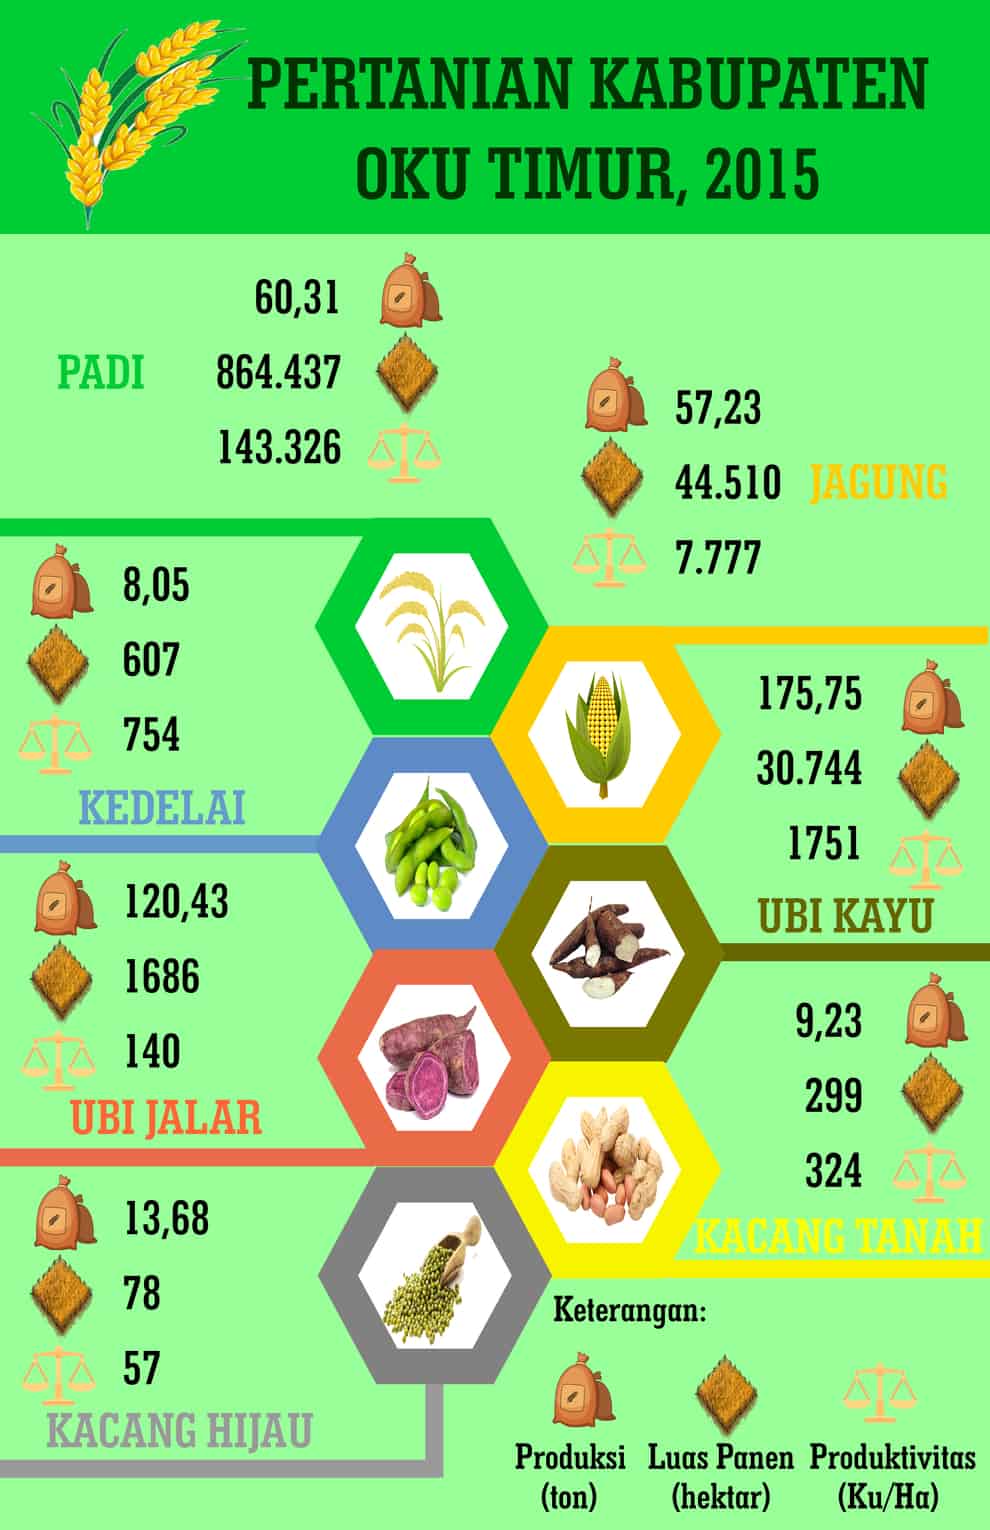 PERTANIAN KABUPATEN
OKU TIMUR, 2015
60,31
PADI 864.437
143.326
57,23
44.510 JAGUNG
7.777
8,05
607
754
KEDELAI
175,75
30.744
1751
UBI KAYU
120,43
1686
140
UBI JALAR
9,23
299
324
KACANG TANAH
13,68
78
57
KACANG HIJAU
Keterangan:
Produksi Luas Panen Produktivitas
(ton) (hektar) (Ku/Ha)